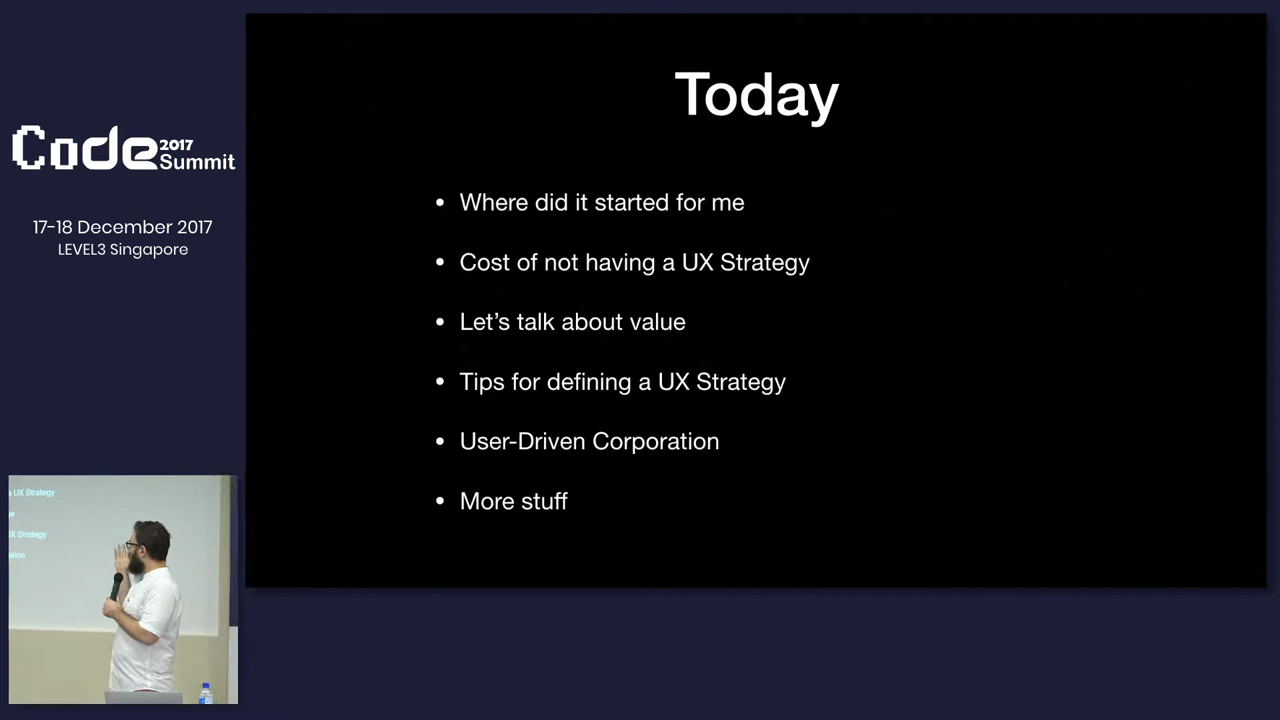 Code 2017 Summit
17-18 December 2017
LEVEL3 Singapore
Today
• Where did it started for me
• Cost of not having a UX Strategy
• Let’s talk about value
• Tips for defining a UX Strategy
• User-Driven Corporation
• More stuff
UX Strategy
UX Strategy